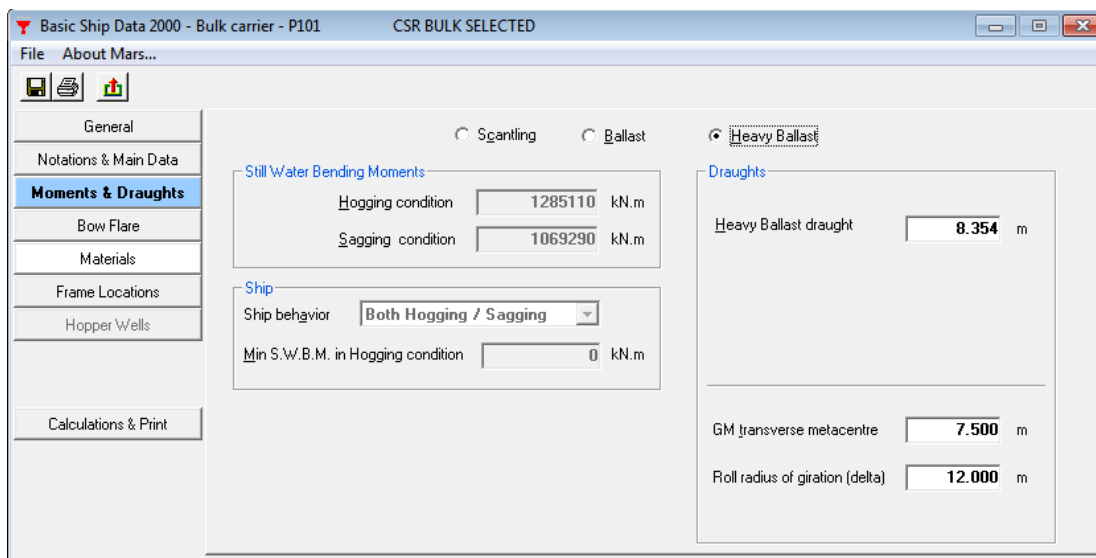 Basic Ship Data 2000 - Bulk carrier - P101 CSR BULK SELECTED
File About Mars...
General
Notations & Main Data
Moments & Draughts
Bow Flare
Materials
Frame Locations
Hopper Wells
Calculations & Print
Scantling Ballast Heavy Ballast
Still Water Bending Moments
Hogging condition 1285110 kN.m
Sagging condition 1069290 kN.m
Ship
Ship behavior Both Hogging / Sagging
Min S.W.B.M. in Hogging condition 0 kN.m
Draughts
Heavy Ballast draught 8.354 m
GM transverse metacentre 7.500 m
Roll radius of giration (delta) 12.000 m